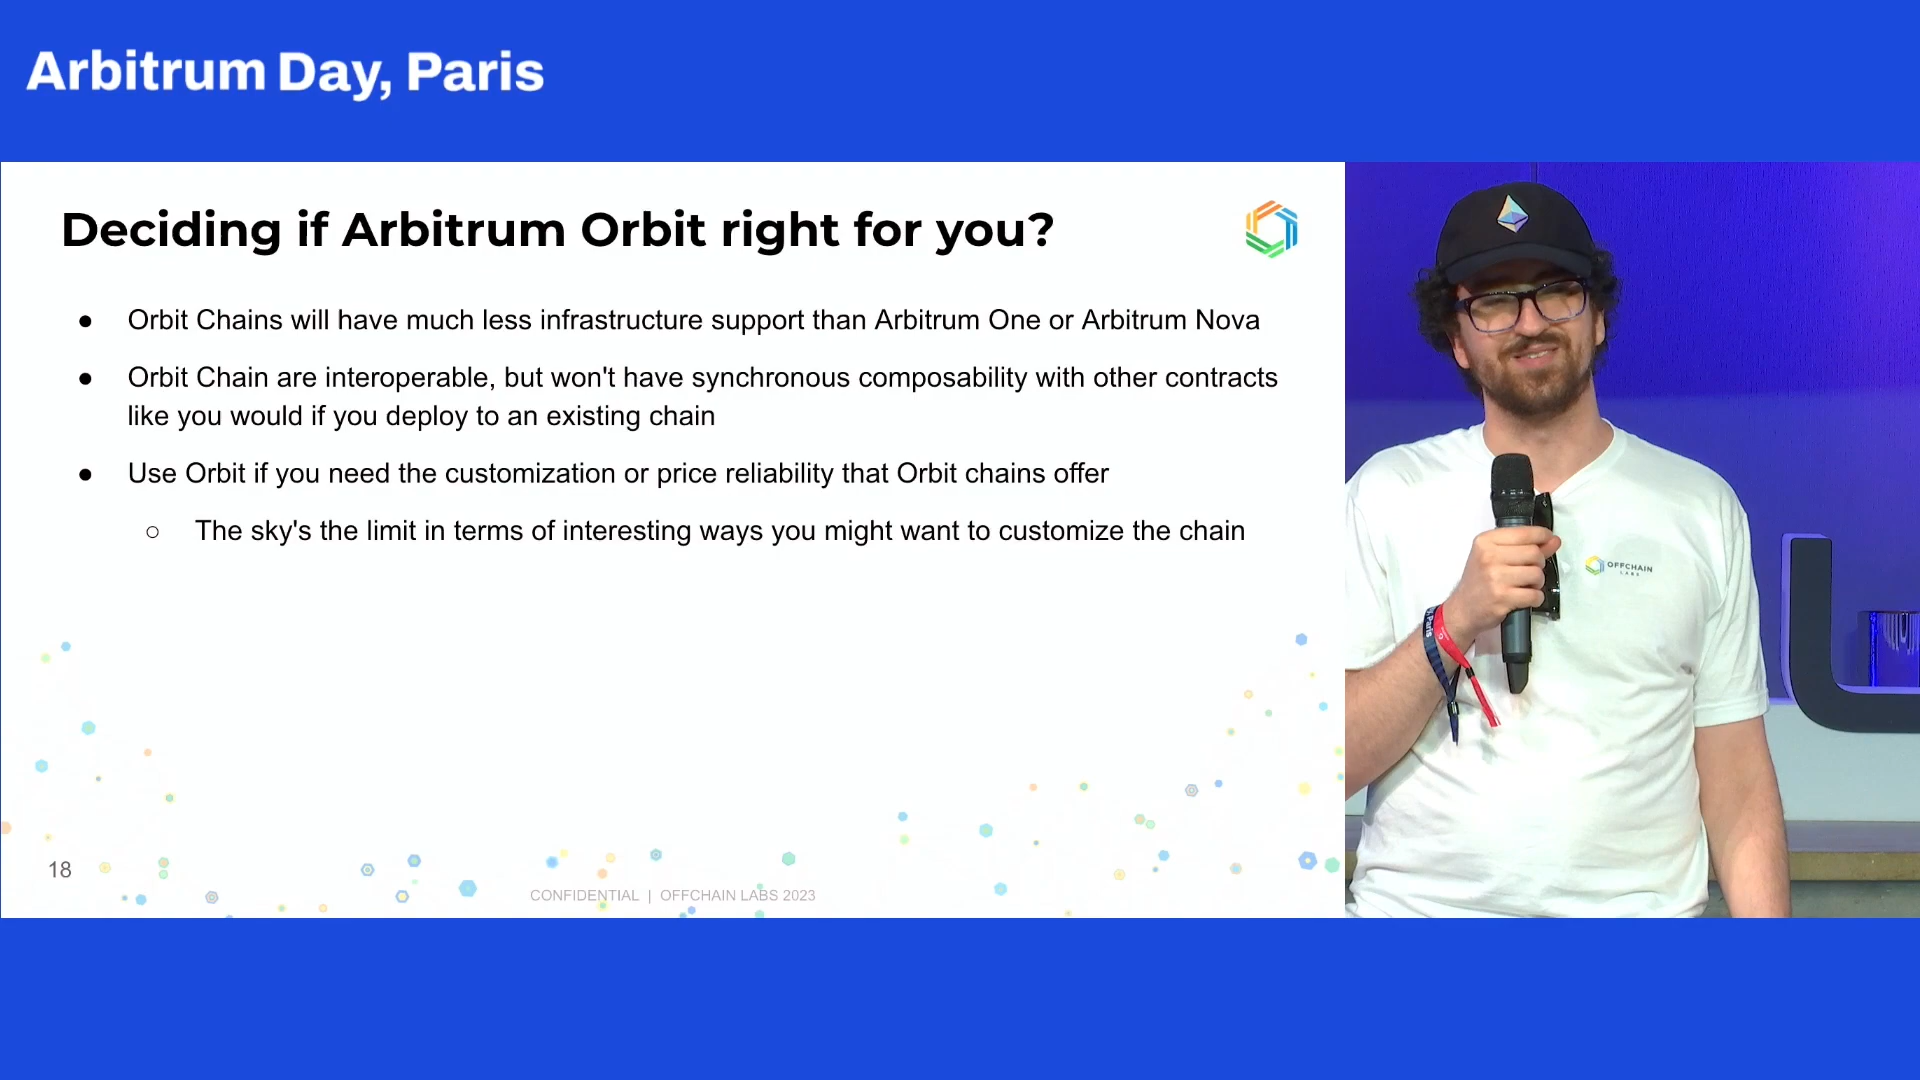 Arbitrum Day, Paris
Deciding if Arbitrum Orbit right for you?
● Orbit Chains will have much less infrastructure support than Arbitrum One or Arbitrum Nova
● Orbit Chain are interoperable, but won't have synchronous composability with other contracts
like you would if you deploy to an existing chain
● Use Orbit if you need the customization or price reliability that Orbit chains offer
○ The sky's the limit in terms of interesting ways you might want to customize the chain
18
CONFIDENTIAL | OFFCHAIN LABS 2023
OFFCHAIN
LABS
Paris